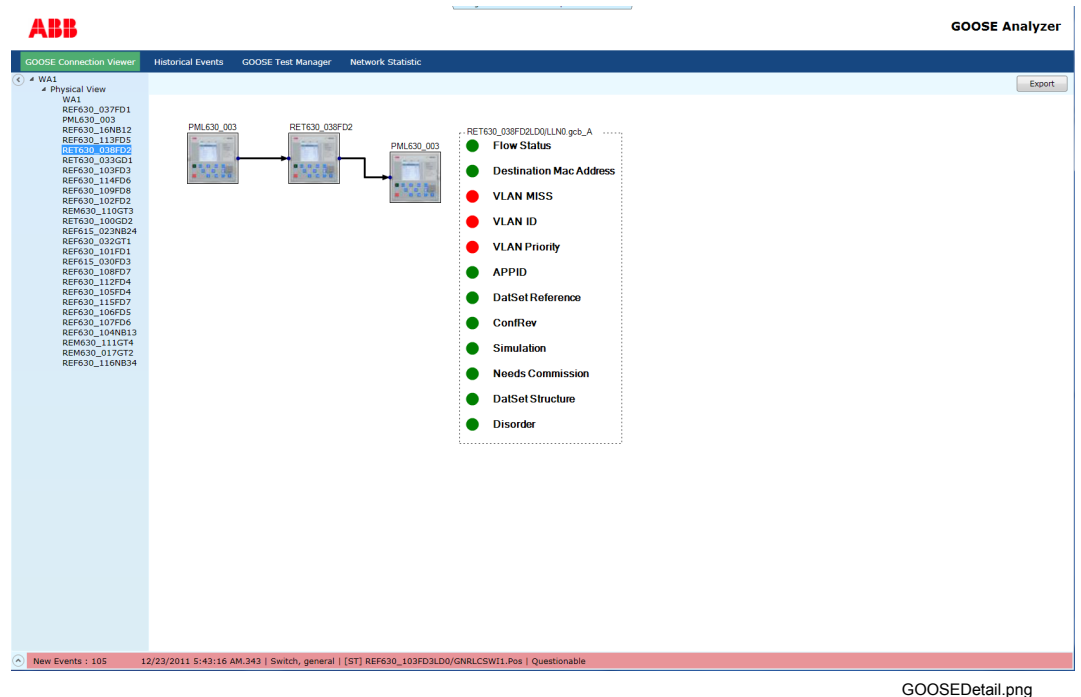 ABB
GOOSE Analyzer
GOOSE Connection Viewer Historical Events GOOSE Test Manager Network Statistic
WA1
Physical View
Export
WA1
REF630_037FD1
PML630_003
REF630_16NB12
REF630_113FD5
RET630_038FD2
RET630_033GD1
REF630_103FD3
REF630_114FD6
REF630_109FD8
REF630_102FD2
REM630_110GT3
RET630_100GD2
REF615_023NB24
REF630_032GT1
REF630_101FD1
REF615_030FD3
REF630_108FD7
REF630_112FD4
REF630_105FD4
REF630_115FD7
REF630_106FD5
REF630_107FD6
REF630_104NB13
REM630_111GT4
REM630_017GT2
REF630_116NB34
PML630_003
RET630_038FD2
PML630_003
RET630_038FD2LD0/LLN0.gcb_A
Flow Status
Destination Mac Address
VLAN MISS
VLAN ID
VLAN Priority
APPID
DatSet Reference
ConfRev
Simulation
Needs Commission
DatSet Structure
Disorder
New Events : 105 12/23/2011 5:43:16 AM.343 | Switch, general | [ST] REF630_103FD3LD0/GNRLCSWI1.Pos | Questionable
GOOSEDetail.png